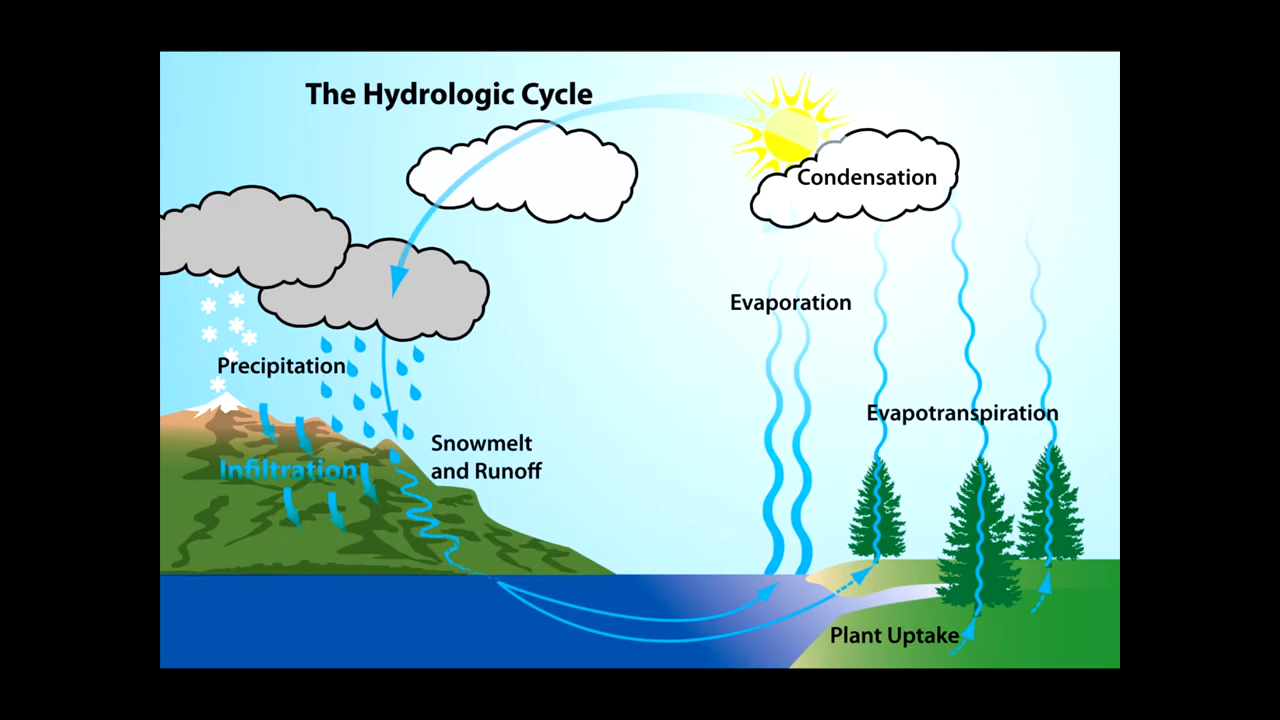 The Hydrologic Cycle
Condensation
Evaporation
Precipitation
Evapotranspiration
Snowmelt
and Runoff
Infiltration
Plant Uptake